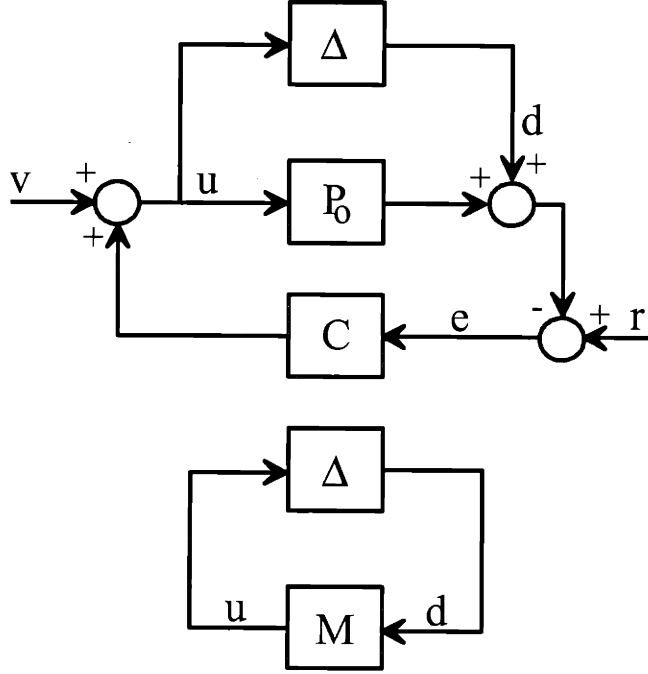 Δ
d
v + u + +
P₀
+
C e - + r
Δ
u M d